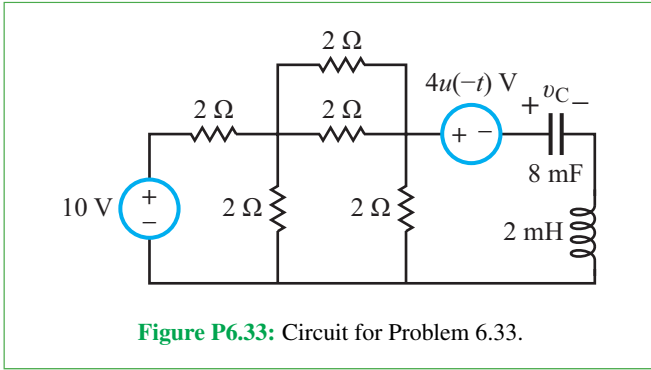 2 Ω
4u(−t) V
+ υC −
2 Ω
2 Ω
+ −
8 mF
10 V
+
−
2 Ω
2 Ω
2 mH
Figure P6.33: Circuit for Problem 6.33.